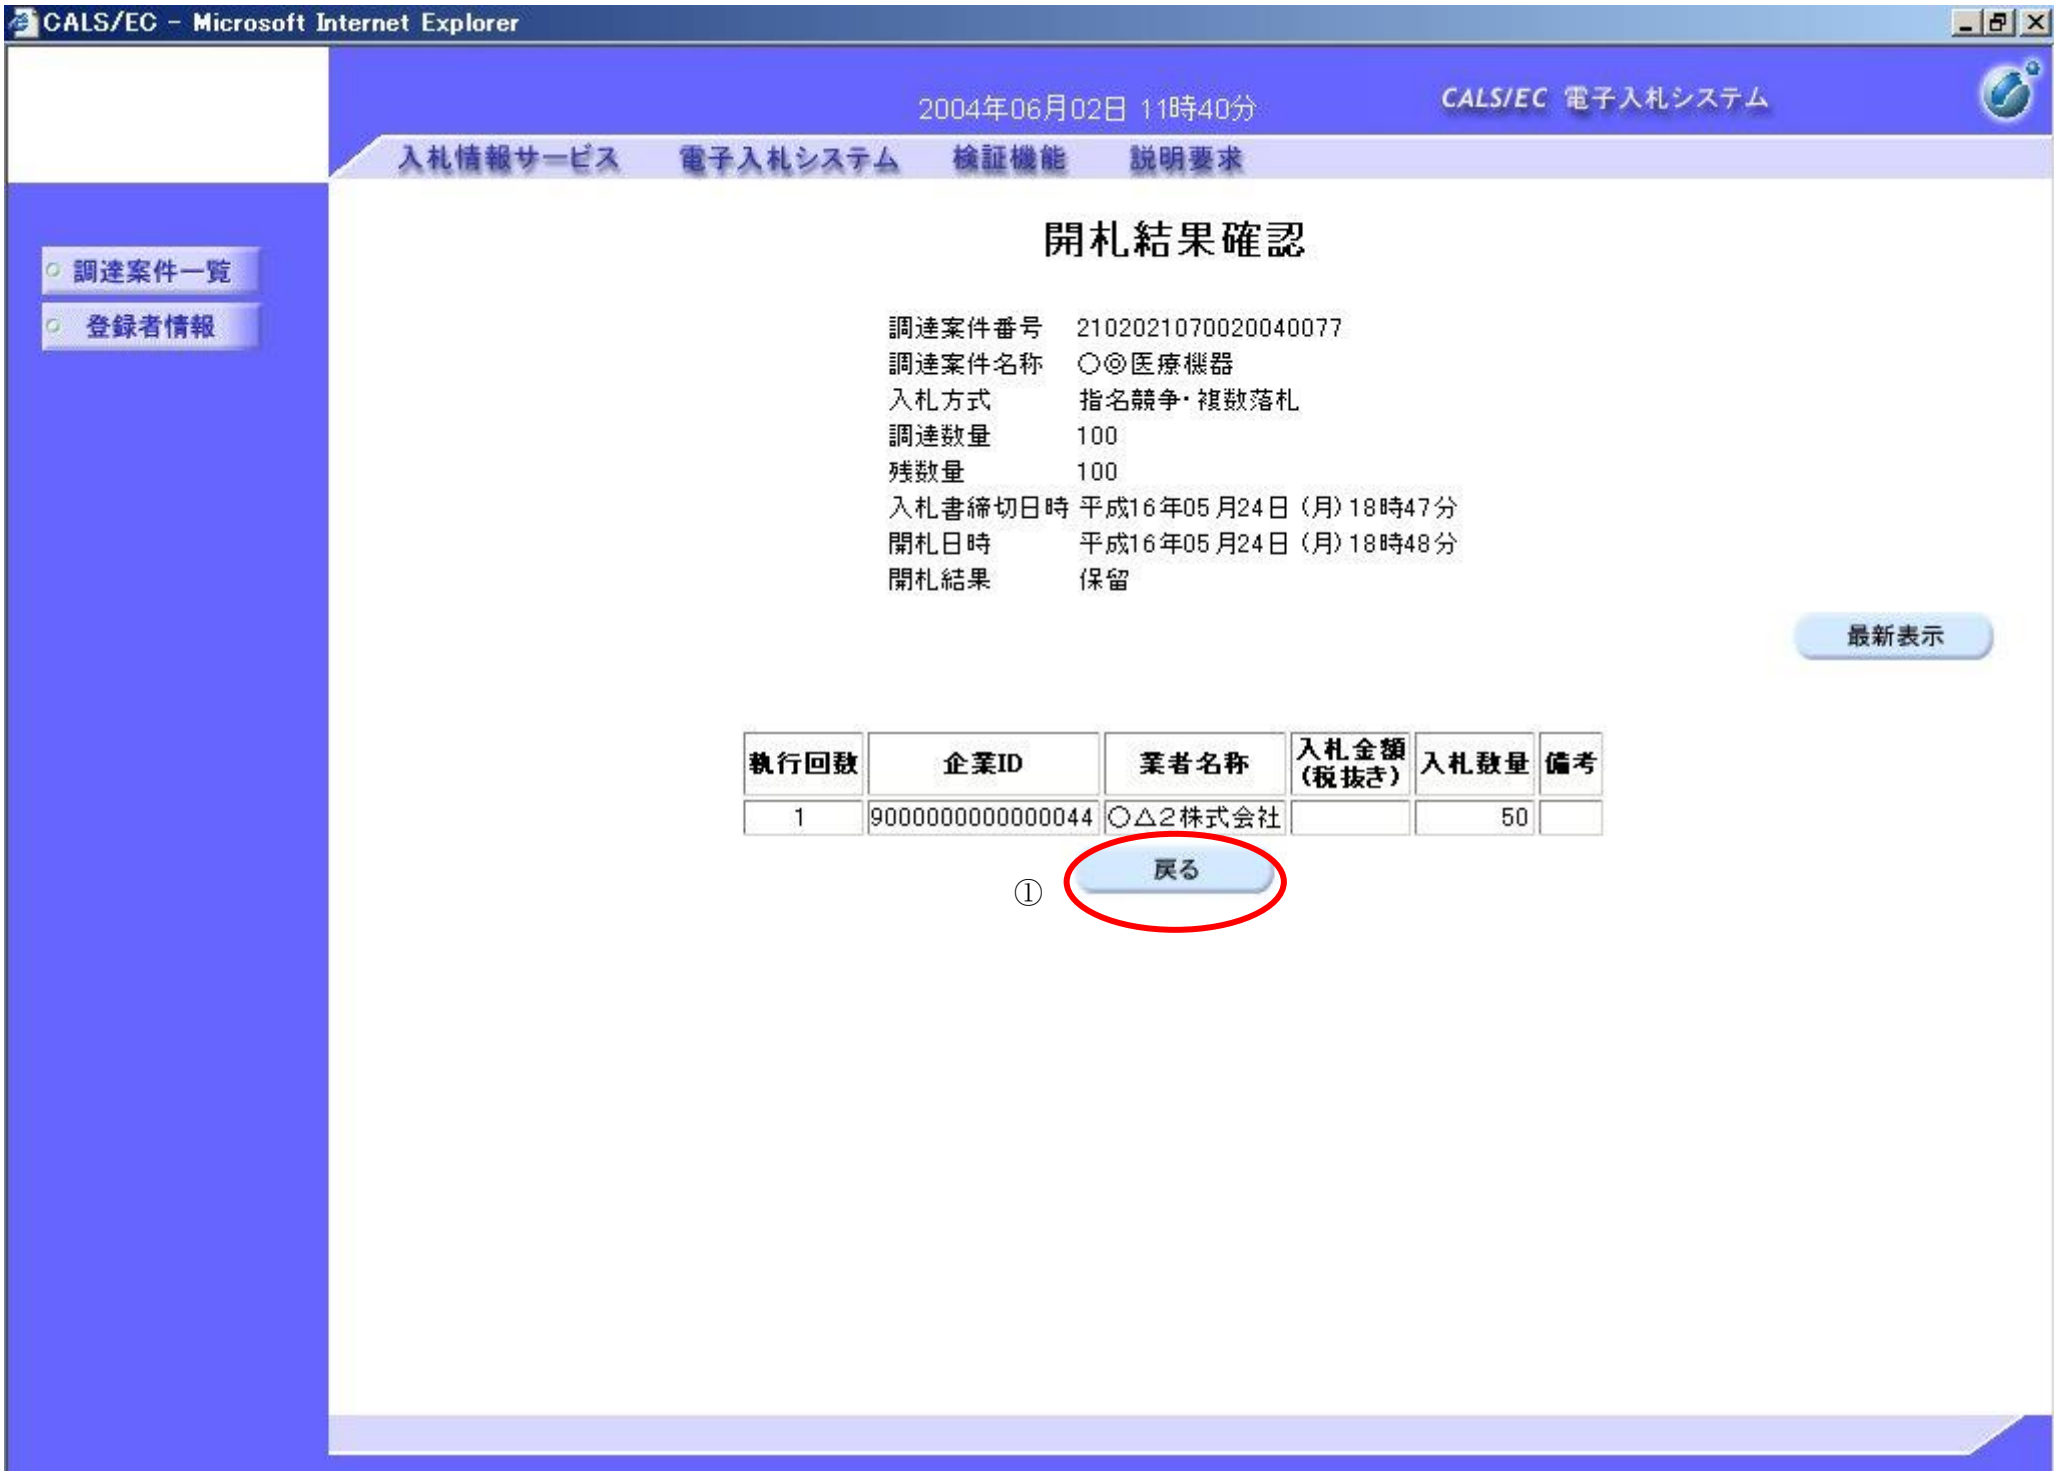 CALS/EC - Microsoft Internet Explorer
2004年06月02日 11時40分
CALS/EC 電子入札システム
入札情報サービス 電子入札システム 検証機能 説明要求
調達案件一覧
登録者情報
開札結果確認
調達案件番号 2102021070020040077
調達案件名称 ○◎医療機器
入札方式 指名競争・複数落札
調達数量 100
残数量 100
入札書締切日時 平成16年05月24日(月)18時47分
開札日時 平成16年05月24日(月)18時48分
開札結果 保留
最新表示
執行回数 企業ID 業者名称 入札金額(税抜き) 入札数量 備考
1 9000000000000044 ○△2株式会社 50
戻る
①